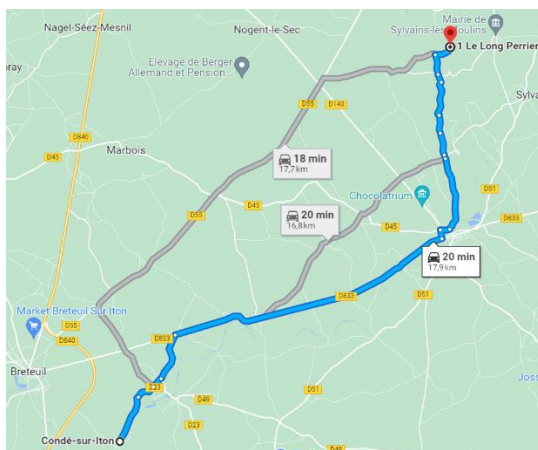 Nagel-Séez-Mesnil
Nogent-le-Sec
Mairie de
Sylvains-les-Moulins
1 Le Long Perrier
Elevage de Berger
Allemand et Pension...
D840
D55
D140
D45
Marbois
18 min
17,7 km
D45
D55
20 min
16,8 km
Chocolatrium
D45
D51
D833
20 min
17,9 km
D51
D833
Market Breteuil Sur Iton
D55
D840
D833
Breteuil
D23
D49
D51
D23
D49
Condé-sur-Iton